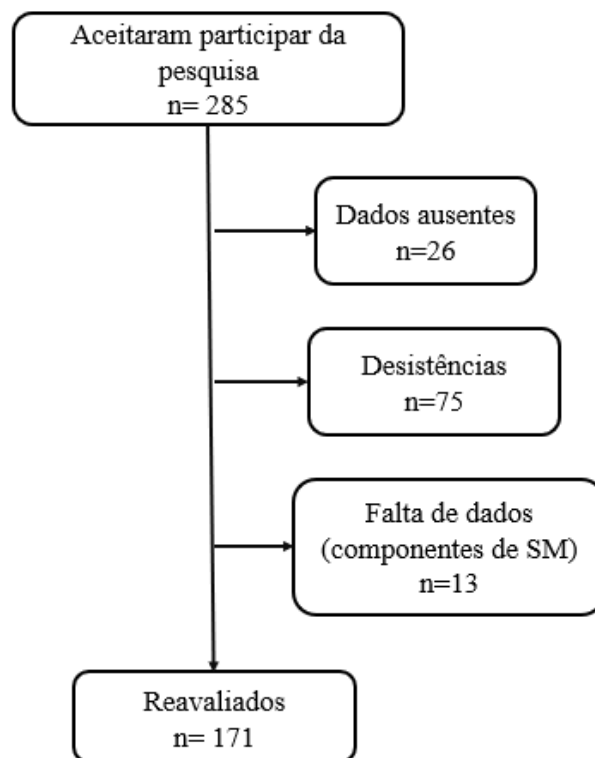 Aceitaram participar da
pesquisa
n= 285
Dados ausentes
n=26
Desistências
n=75
Falta de dados
(componentes de SM)
n=13
Reavaliados
n= 171